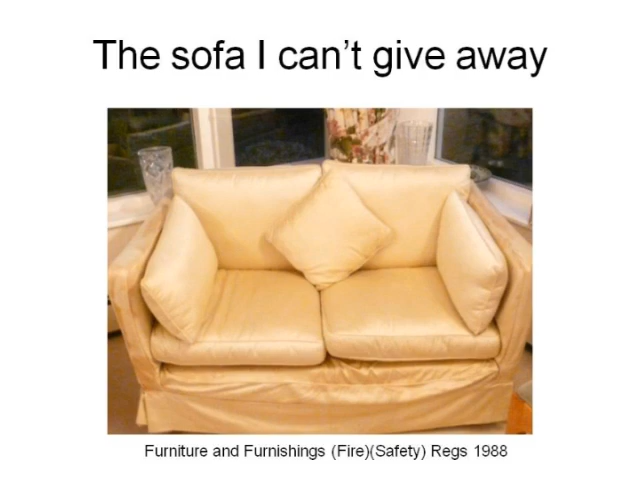 The sofa I can’t give away
Furniture and Furnishings (Fire)(Safety) Regs 1988